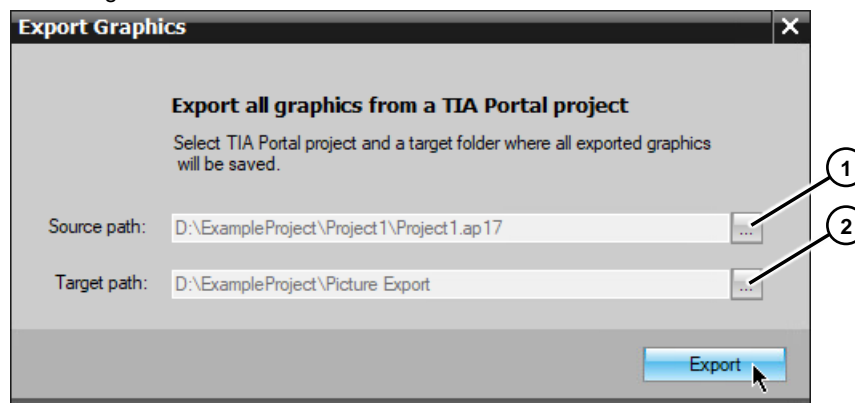 Export Graphics
Export all graphics from a TIA Portal project
Select TIA Portal project and a target folder where all exported graphics
will be saved.
1
Source path: D:\ExampleProject\Project1\Project1.ap17 ...
2
Target path: D:\ExampleProject\Picture Export ...
Export